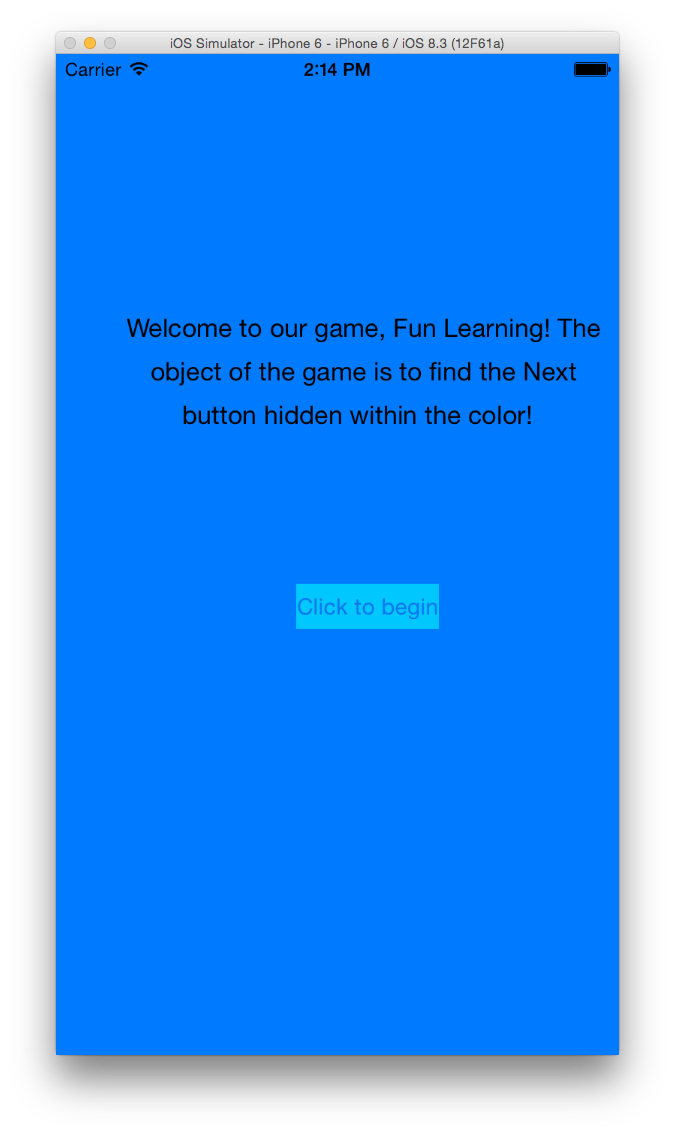 iOS Simulator - iPhone 6 - iPhone 6 / iOS 8.3 (12F61a)
Carrier 2:14 PM
Welcome to our game, Fun Learning! The
object of the game is to find the Next
button hidden within the color!
Click to begin